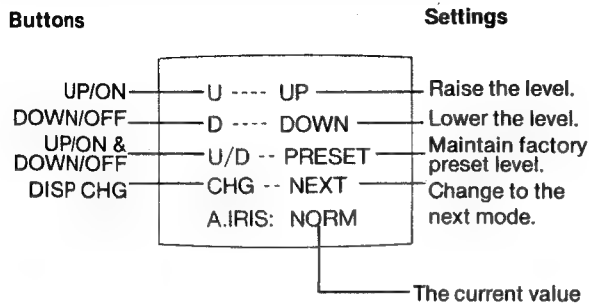 Buttons Settings
UP/ON U ---- UP Raise the level.
DOWN/OFF D ---- DOWN Lower the level.
UP/ON & DOWN/OFF U/D -- PRESET Maintain factory preset level.
DISP CHG CHG -- NEXT Change to the next mode.
A.IRIS: NORM
The current value